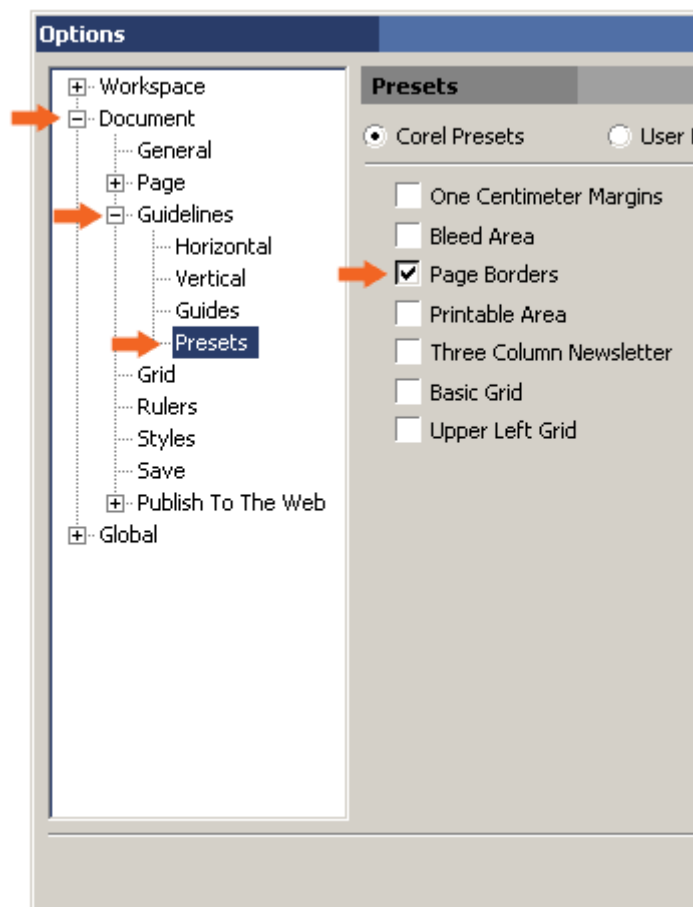 Options
Workspace
Document
General
Page
Guidelines
Horizontal
Vertical
Guides
Presets
Grid
Rulers
Styles
Save
Publish To The Web
Global
Presets
Corel Presets
User
One Centimeter Margins
Bleed Area
Page Borders
Printable Area
Three Column Newsletter
Basic Grid
Upper Left Grid